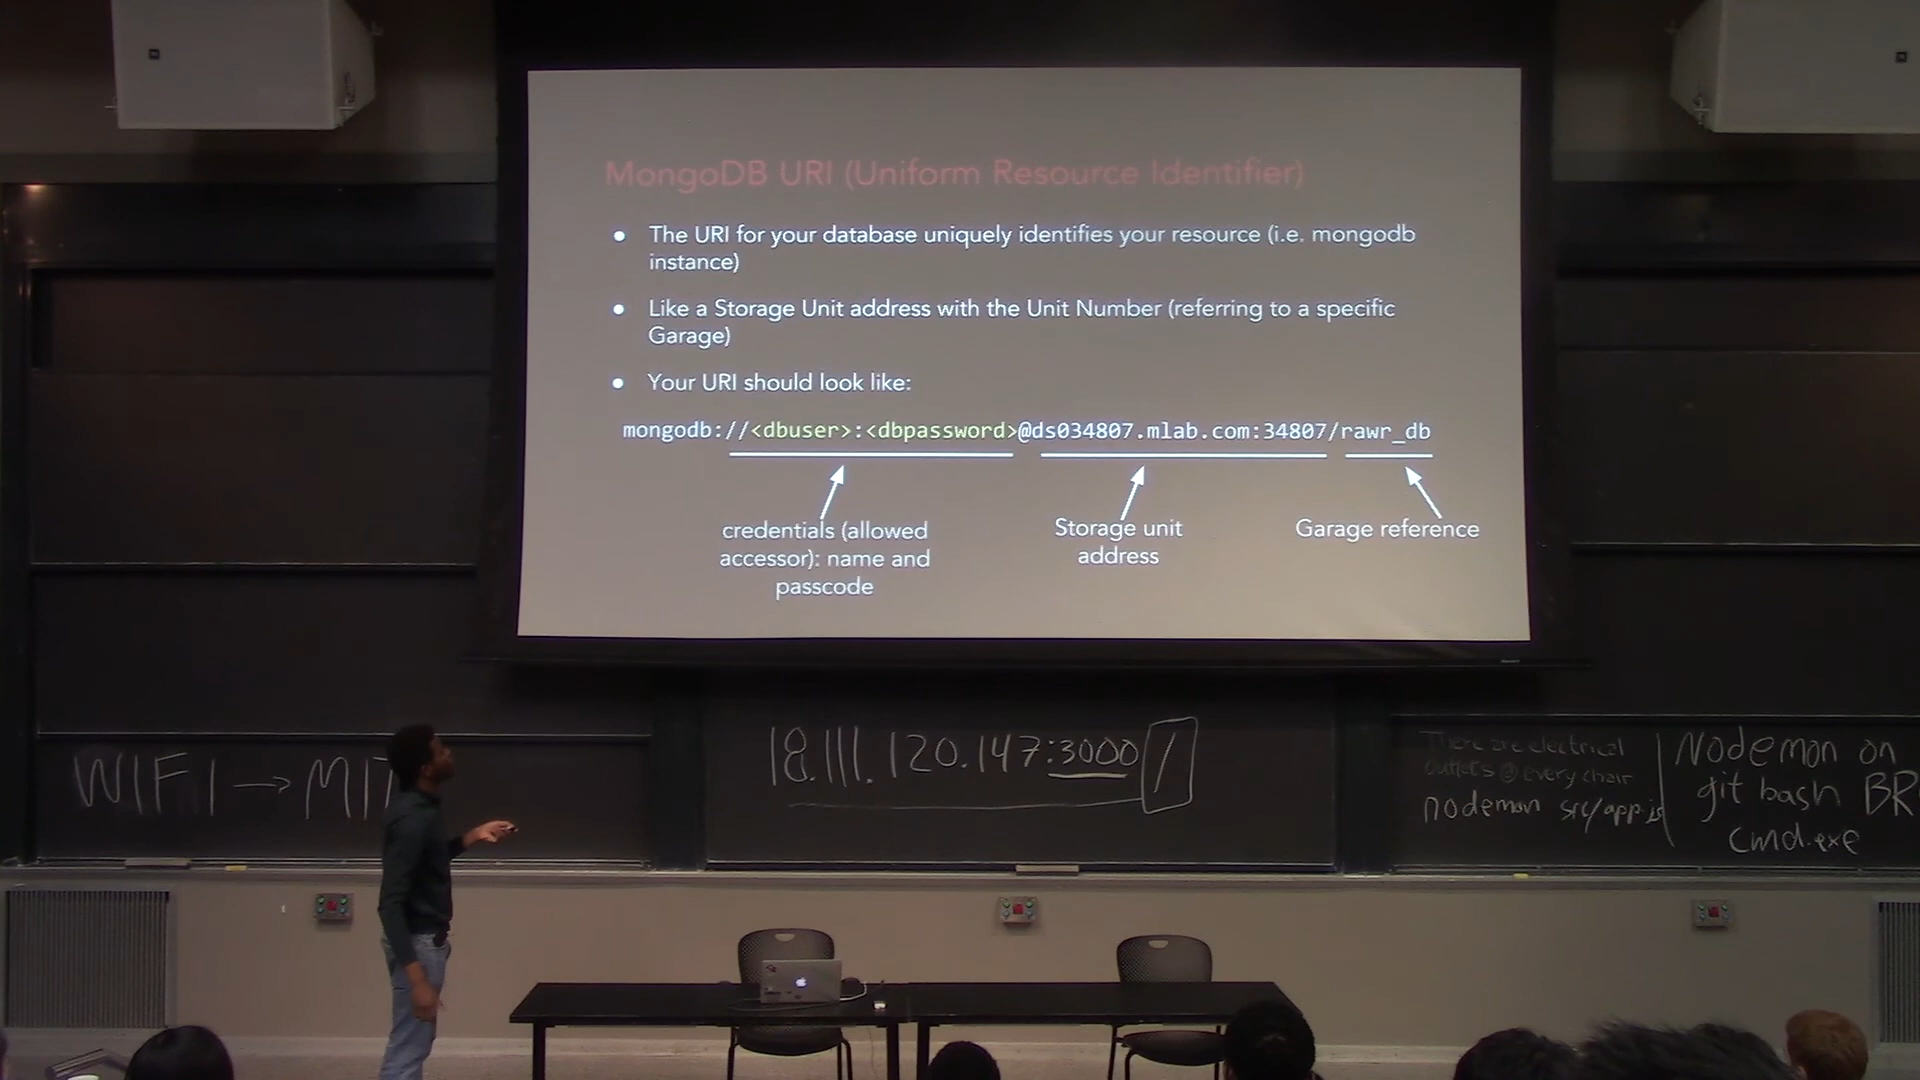 MongoDB URI (Uniform Resource Identifier)
● The URI for your database uniquely identifies your resource (i.e. mongodb
instance)
● Like a Storage Unit address with the Unit Number (referring to a specific
Garage)
● Your URI should look like:
mongodb://<dbuser>:<dbpassword>@ds034807.mlab.com:34807/rawr_db
credentials (allowed
accessor): name and
passcode
Storage unit
address
Garage reference
WIFI → MIT
18.111.120.147:3000/
There are electrical
outlets @ every chair
nodemon src/app.js
Nodemon on
git bash BR
cmd.exe